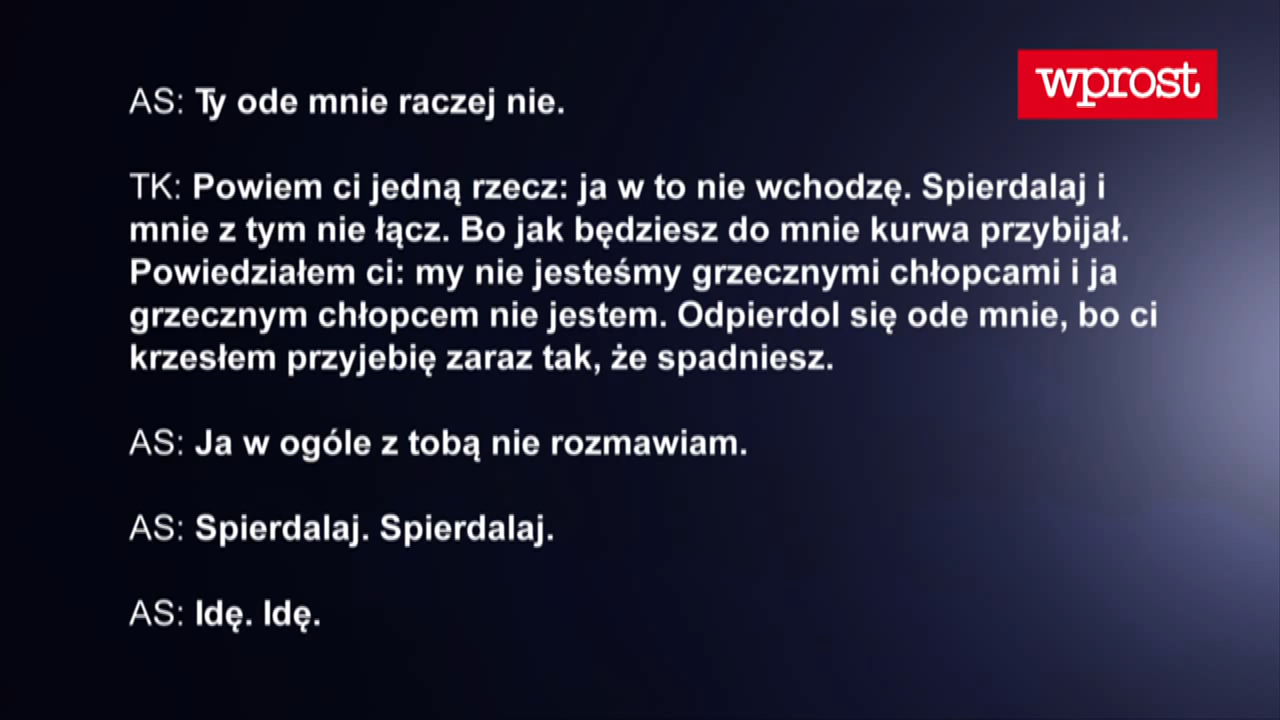 wprost
AS: Ty ode mnie raczej nie.
TK: Powiem ci jedną rzecz: ja w to nie wchodzę. Spierdalaj i
mnie z tym nie łącz. Bo jak będziesz do mnie kurwa przybijał.
Powiedziałem ci: my nie jesteśmy grzecznymi chłopcami i ja
grzecznym chłopcem nie jestem. Odpierdol się ode mnie, bo ci
krzesłem przyjebię zaraz tak, że spadniesz.
AS: Ja w ogóle z tobą nie rozmawiam.
AS: Spierdalaj. Spierdalaj.
AS: Idę. Idę.